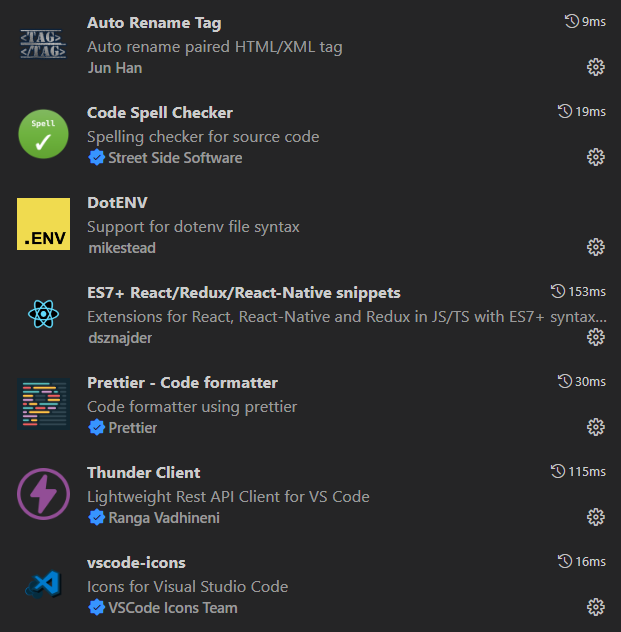 <TAG>
</TAG>
Auto Rename Tag 9ms
Auto rename paired HTML/XML tag
Jun Han
Spell
Code Spell Checker 19ms
Spelling checker for source code
Street Side Software
.ENV
DotENV
Support for dotenv file syntax
mikestead
ES7+ React/Redux/React-Native snippets 153ms
Extensions for React, React-Native and Redux in JS/TS with ES7+ syntax...
dsznajder
Prettier - Code formatter 30ms
Code formatter using prettier
Prettier
Thunder Client 115ms
Lightweight Rest API Client for VS Code
Ranga Vadhineni
vscode-icons 16ms
Icons for Visual Studio Code
VSCode Icons Team